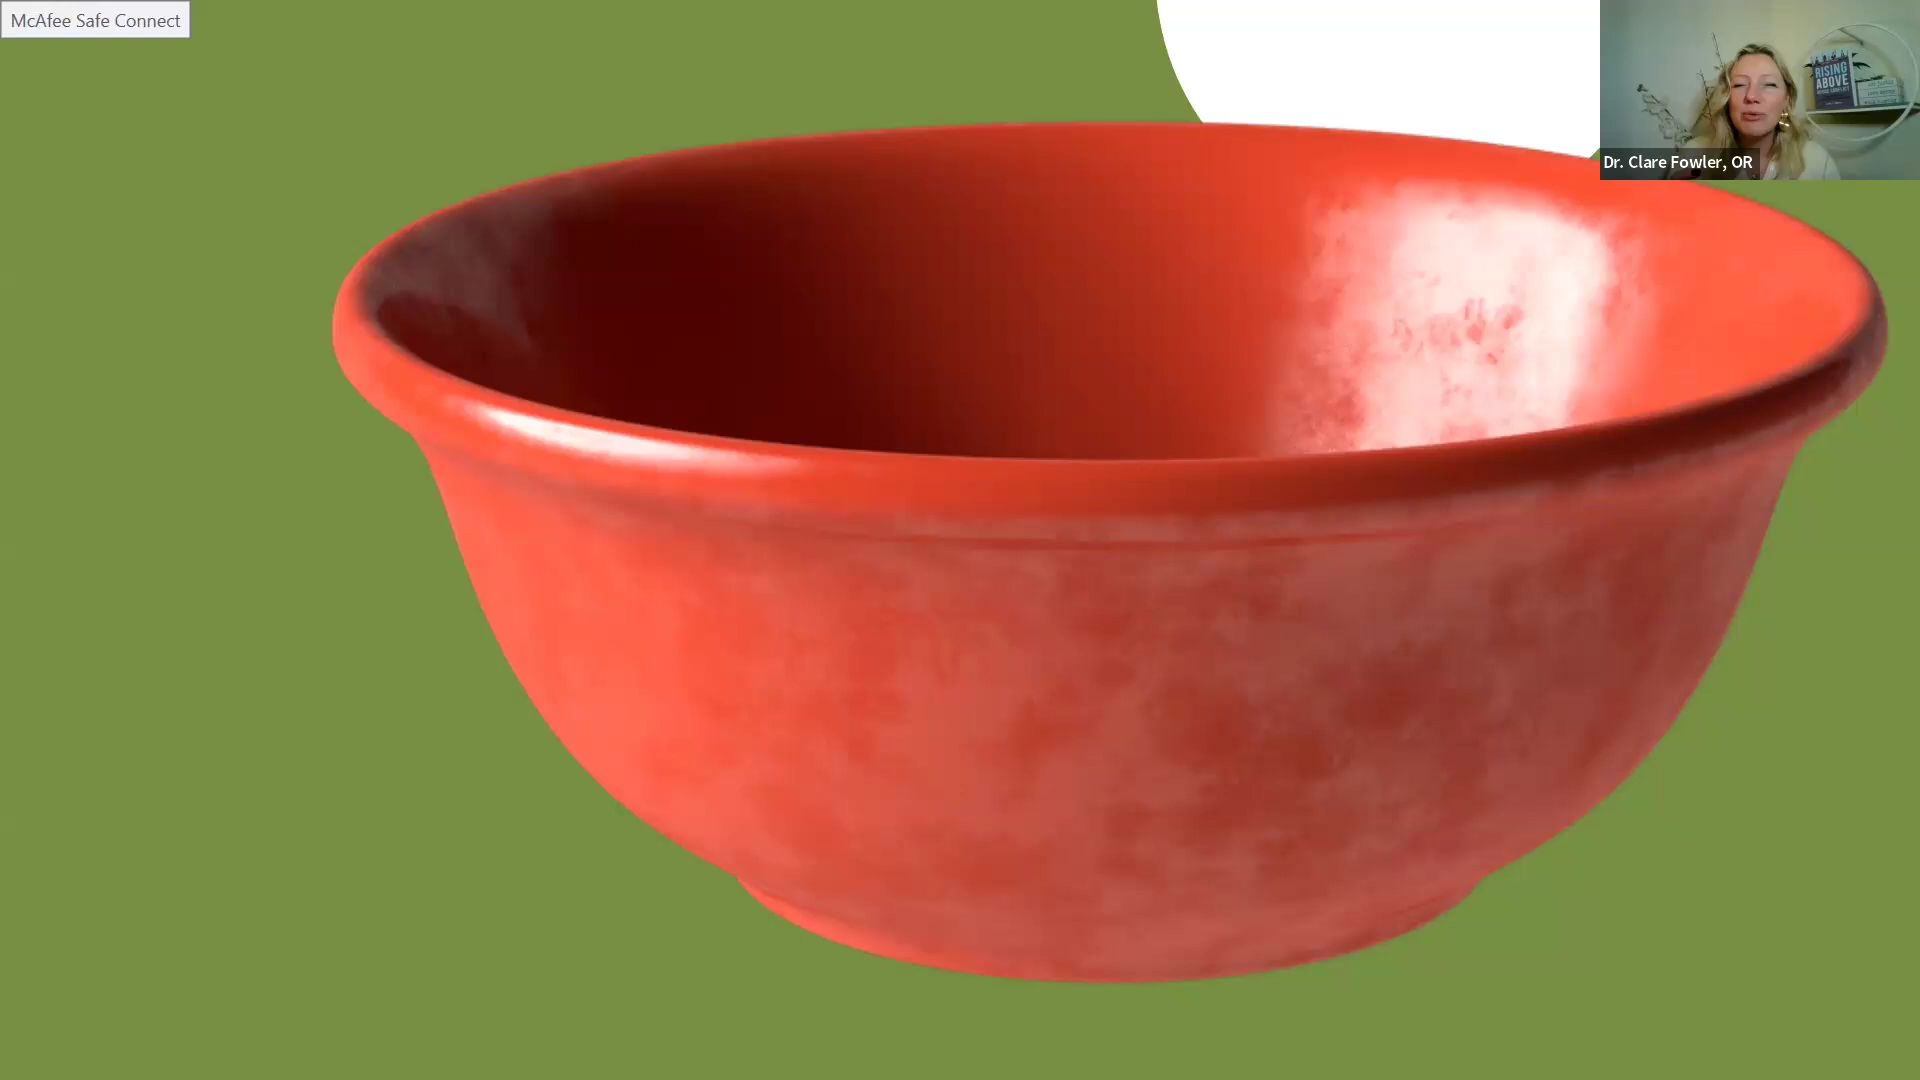 McAfee Safe Connect
RISING
ABOVE
Dr. Clare Fowler, OR